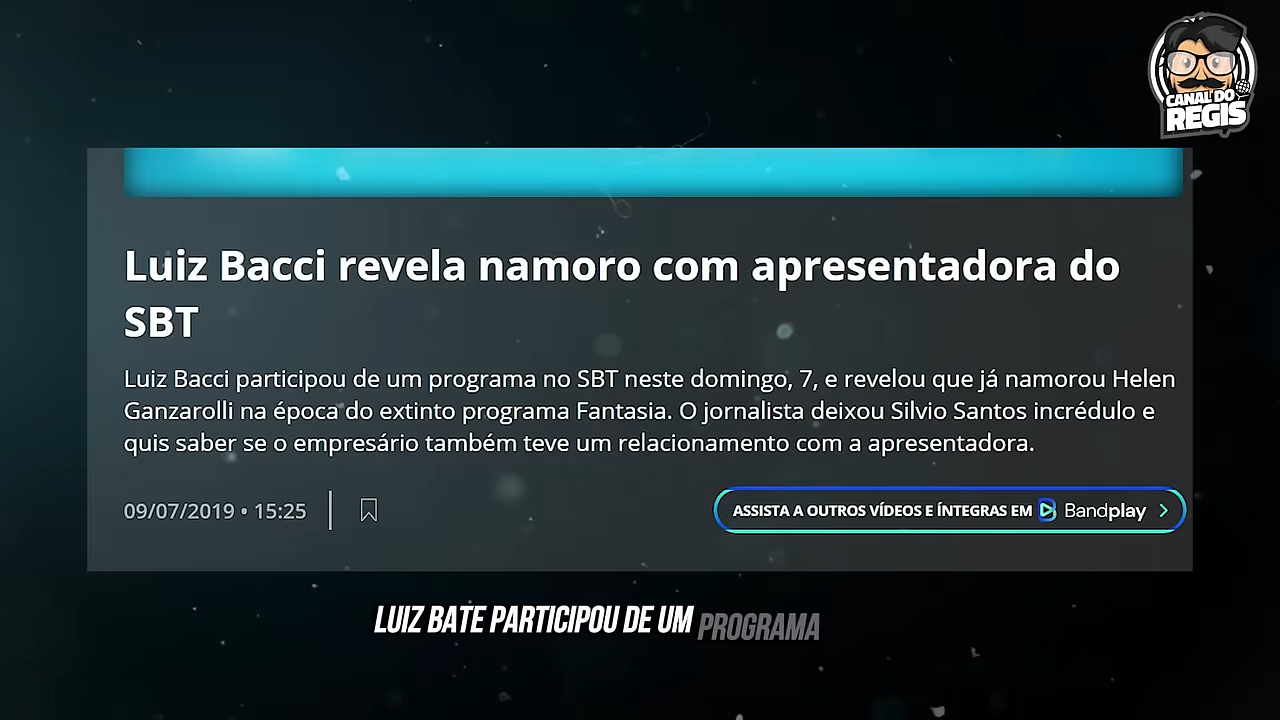 CANAL DO
REGIS
Luiz Bacci revela namoro com apresentadora do
SBT
Luiz Bacci participou de um programa no SBT neste domingo, 7, e revelou que já namorou Helen
Ganzarolli na época do extinto programa Fantasia. O jornalista deixou Silvio Santos incrédulo e
quis saber se o empresário também teve um relacionamento com a apresentadora.
09/07/2019 • 15:25
ASSISTA A OUTROS VÍDEOS E ÍNTEGRAS EM Bandplay
LUIZ BATE PARTICIPOU DE UM PROGRAMA